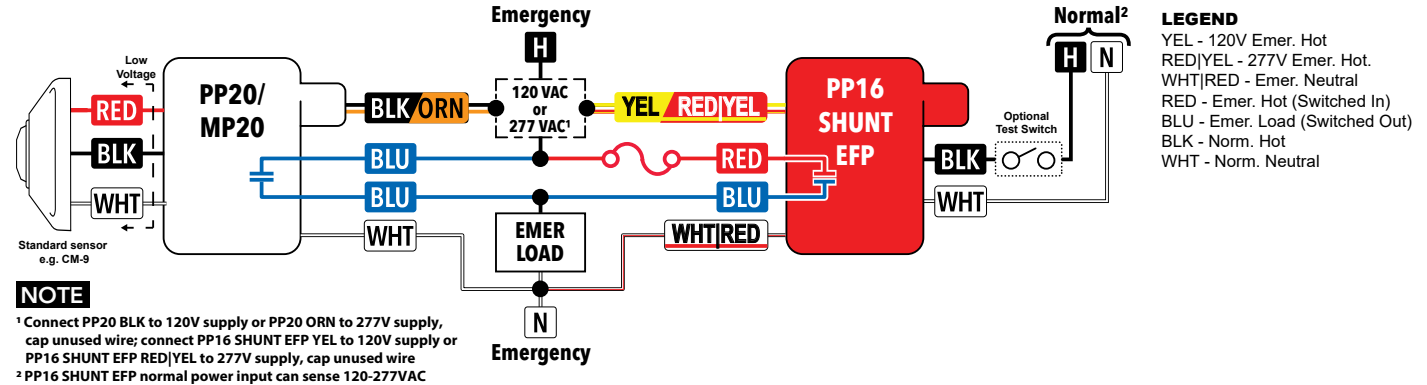 Emergency
H
120 VAC
or
277 VAC¹
Normal²
H N
LEGEND
YEL - 120V Emer. Hot
RED|YEL - 277V Emer. Hot.
WHT|RED - Emer. Neutral
RED - Emer. Hot (Switched In)
BLU - Emer. Load (Switched Out)
BLK - Norm. Hot
WHT - Norm. Neutral
Low
Voltage
RED
BLK
WHT
Standard sensor
e.g. CM-9
PP20/
MP20
BLK/ORN
BLU
BLU
WHT
YEL RED|YEL
RED
BLU
WHT|RED
EMER
LOAD
N
Emergency
PP16
SHUNT
EFP
BLK
WHT
Optional
Test Switch
NOTE
¹ Connect PP20 BLK to 120V supply or PP20 ORN to 277V supply,
cap unused wire; connect PP16 SHUNT EFP YEL to 120V supply or
PP16 SHUNT EFP RED|YEL to 277V supply, cap unused wire
² PP16 SHUNT EFP normal power input can sense 120-277VAC